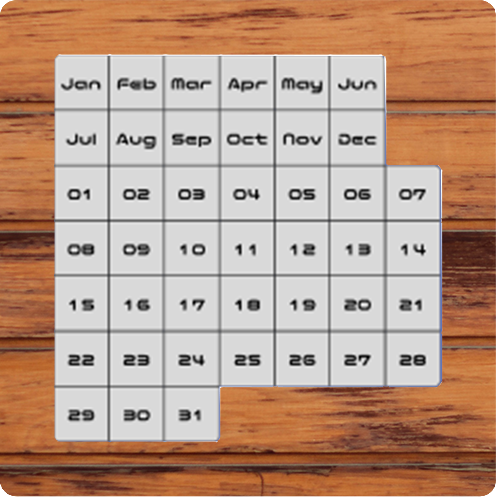 Jan Feb Mar Apr May Jun
Jul Aug Sep Oct Nov Dec
01 02 03 04 05 06 07
08 09 10 11 12 13 14
15 16 17 18 19 20 21
22 23 24 25 26 27 28
29 30 31